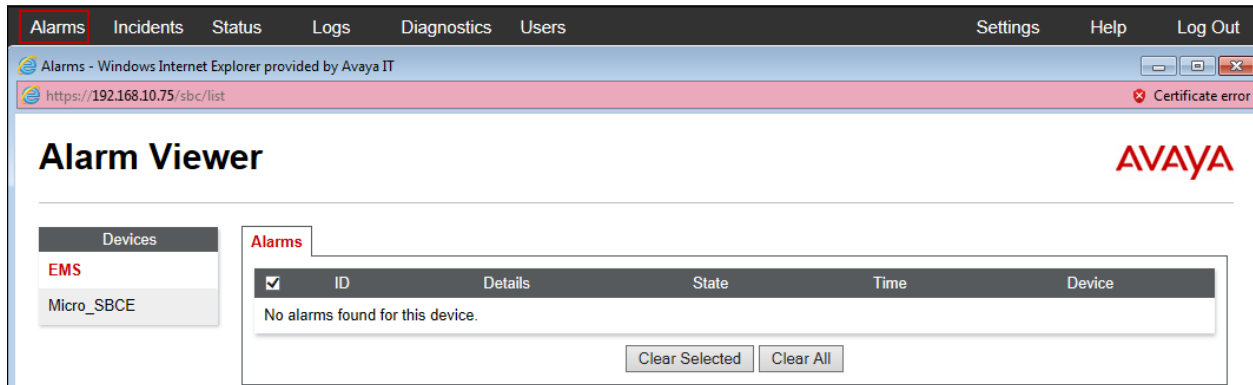 Alarms Incidents Status Logs Diagnostics Users Settings Help Log Out
Alarms - Windows Internet Explorer provided by Avaya IT
https://192.168.10.75/sbc/list Certificate error
Alarm Viewer AVAYA
Devices
EMS
Micro_SBCE
Alarms
ID Details State Time Device
No alarms found for this device.
Clear Selected Clear All